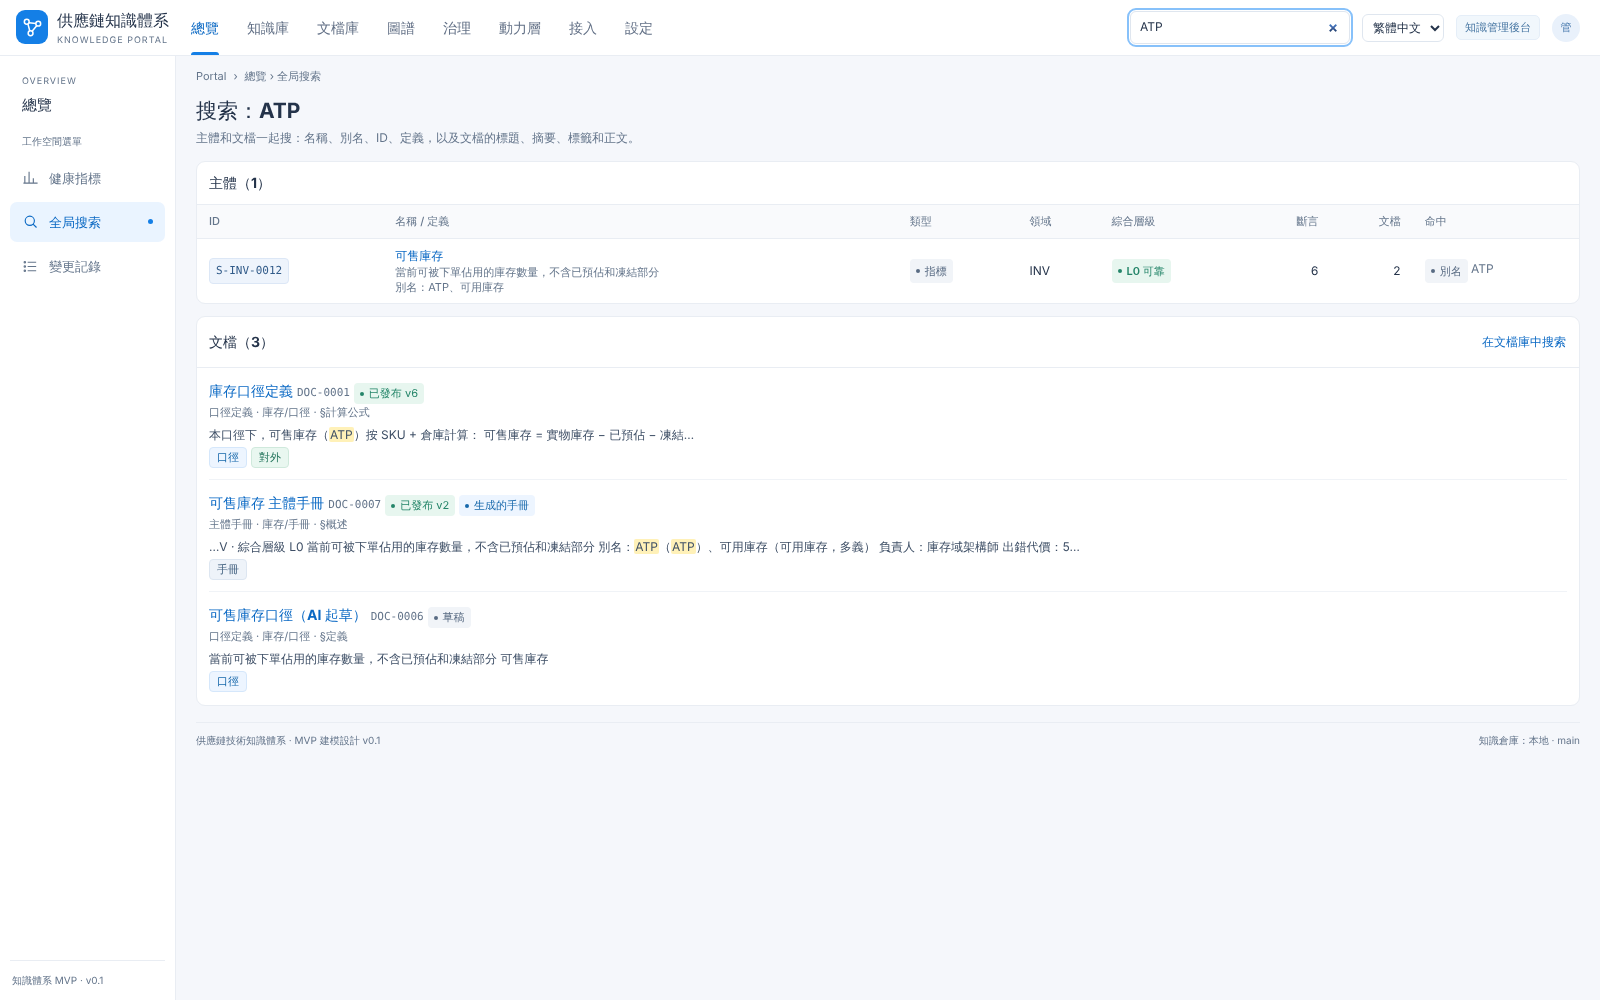 供應鏈知識體系
KNOWLEDGE PORTAL
總覽 知識庫 文檔庫 圖譜 治理 動力層 接入 設定
ATP ×
繁體中文
知識管理後台
管
OVERVIEW
總覽
工作空間選單
健康指標
全局搜索
變更記錄
知識體系 MVP · v0.1
Portal › 總覽 › 全局搜索
搜索：ATP
主體和文檔一起搜：名稱、別名、ID、定義，以及文檔的標題、摘要、標籤和正文。
主體（1）
ID 名稱 / 定義 類型 領域 綜合層級 斷言 文檔 命中
S-INV-0012
可售庫存
當前可被下單佔用的庫存數量，不含已預佔和凍結部分
別名：ATP、可用庫存
指標 INV L0 可靠 6 2 別名 ATP
文檔（3）
在文檔庫中搜索
庫存口徑定義 DOC-0001 已發布 v6
口徑定義 · 庫存/口徑 · §計算公式
本口徑下，可售庫存（ATP）按 SKU + 倉庫計算： 可售庫存 = 實物庫存 − 已預佔 − 凍結...
口徑 對外
可售庫存 主體手冊 DOC-0007 已發布 v2 生成的手冊
主體手冊 · 庫存/手冊 · §概述
...V · 綜合層級 L0 當前可被下單佔用的庫存數量，不含已預佔和凍結部分 別名：ATP（ATP）、可用庫存（可用庫存，多義） 負責人：庫存域架構師 出錯代價：5...
手冊
可售庫存口徑（AI 起草） DOC-0006 草稿
口徑定義 · 庫存/口徑 · §定義
當前可被下單佔用的庫存數量，不含已預佔和凍結部分 可售庫存
口徑
供應鏈技術知識體系 · MVP 建模設計 v0.1
知識倉庫：本地 · main